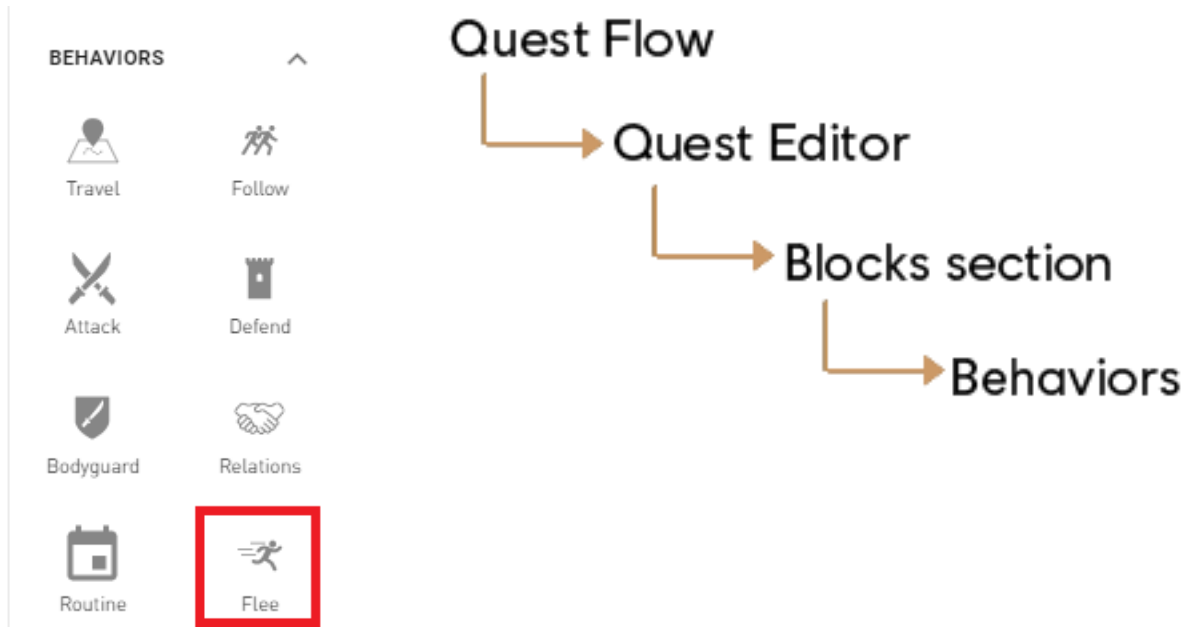 BEHAVIORS
Travel
Follow
Attack
Defend
Bodyguard
Relations
Routine
Flee
Quest Flow
Quest Editor
Blocks section
Behaviors